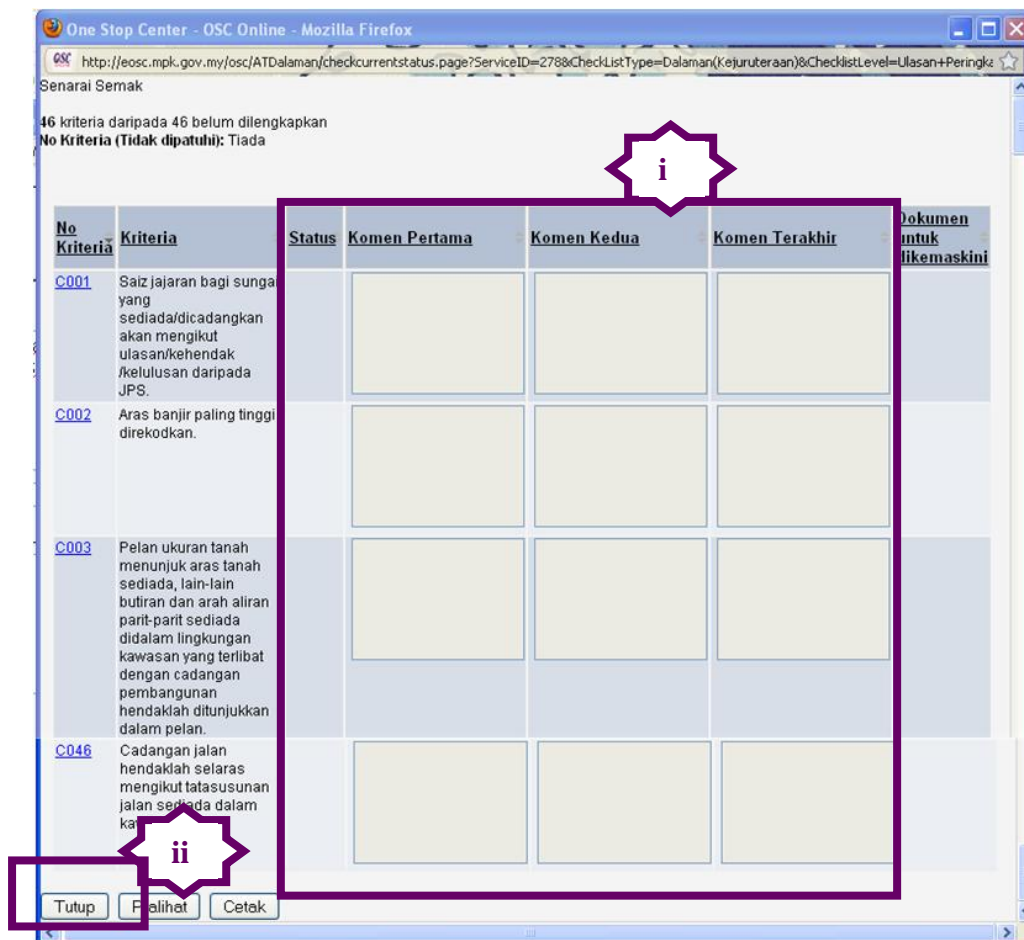 One Stop Center - OSC Online - Mozilla Firefox
OSC http://eosc.mpk.gov.my/osc/ATDalaman/checkcurrentstatus.page?ServiceID=278&CheckListType=Dalaman(Kejuruteraan)&ChecklistLevel=Ulasan+Peringka
Senarai Semak
46 kriteria daripada 46 belum dilengkapkan
No Kriteria (Tidak dipatuhi): Tiada
i
No Kriteria
Kriteria
Status
Komen Pertama
Komen Kedua
Komen Terakhir
Dokumen
untuk
dikemaskini
C001
Saiz jajaran bagi sungai
yang
sediada/dicadangkan
akan mengikut
ulasan/kehendak
/kelulusan daripada
JPS.
C002
Aras banjir paling tinggi
direkodkan.
C003
Pelan ukuran tanah
menunjuk aras tanah
sediada, lain-lain
butiran dan arah aliran
parit-parit sediada
didalam lingkungan
kawasan yang terlibat
dengan cadangan
pembangunan
hendaklah ditunjukkan
dalam pelan.
C046
Cadangan jalan
hendaklah selaras
mengikut tatasusunan
jalan sediada dalam
ii
Tutup
Pralihat
Cetak